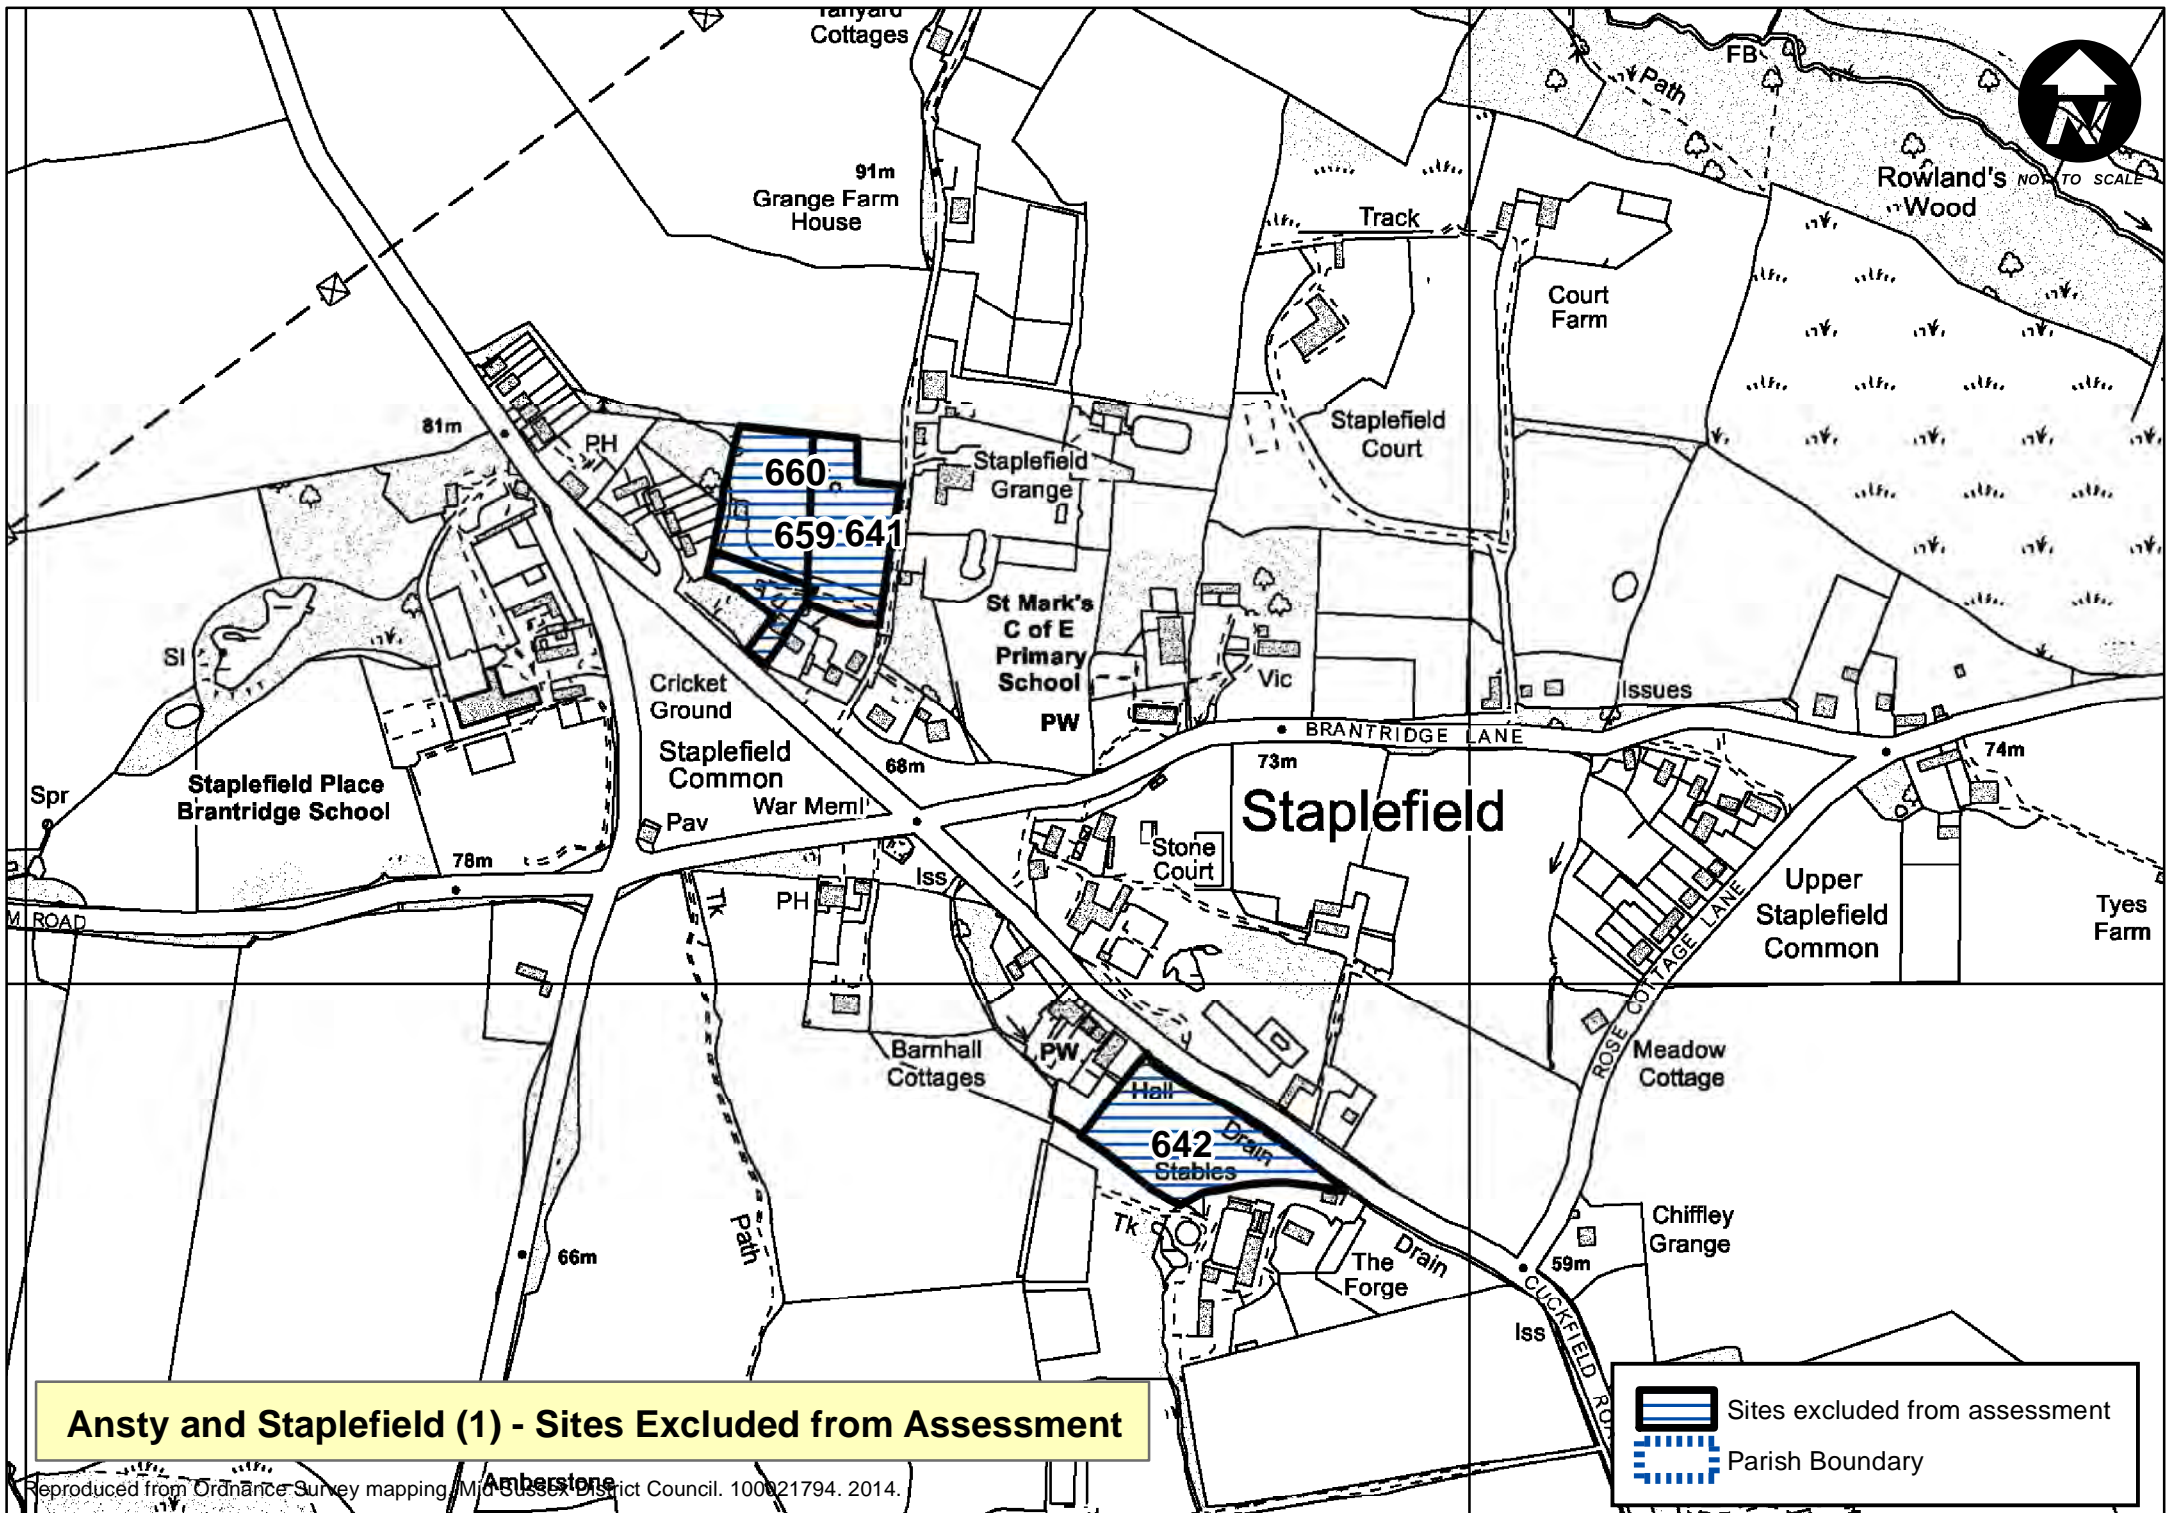 Tanyard
Cottages
FB
Path
N
NOT TO SCALE
Rowland's
Wood
91m
Grange Farm
House
Track
Court
Farm
81m
PH
Staplefield
Court
660
Staplefield
Grange
659
641
St Mark's
C of E
Primary
School
PW
Vic
SI
Cricket
Ground
Issues
BRANTRIDGE LANE
Staplefield
Common
68m
73m
74m
Staplefield Place
Brantridge School
Spr
War Meml
Pav
Staplefield
Stone
Court
78m
Iss
PH
Tk
Upper
Staplefield
Common
Tyes
Farm
M ROAD
ROSE COTTAGE LANE
Barnhall
Cottages
PW
Meadow
Cottage
Hall
Drain
642
Stables
Tk
Path
Chiffley
Grange
66m
The
Forge
Drain
59m
Iss
CUCKFIELD ROA
Ansty and Staplefield (1) - Sites Excluded from Assessment
Sites excluded from assessment
Parish Boundary
Amberstone
Reproduced from Ordnance Survey mapping. Mid Sussex District Council. 100021794. 2014.